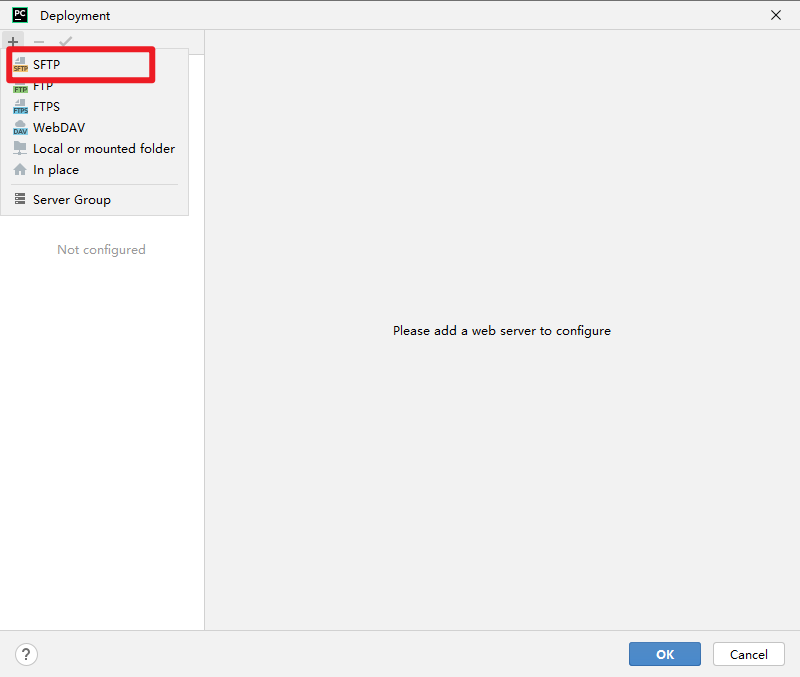 PC
Deployment
SFTP
SFTP
FTP
FTP
FTPS
FTPS
DAV
WebDAV
Local or mounted folder
In place
Server Group
Not configured
Please add a web server to configure
?
OK
Cancel